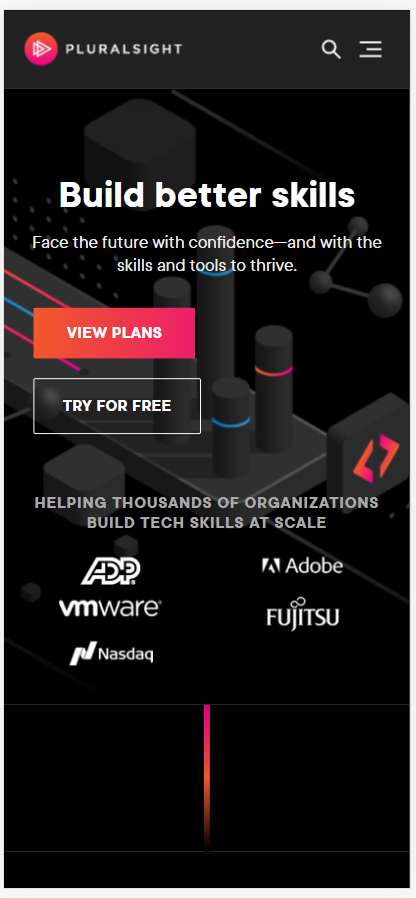 PLURALSIGHT
Build better skills
Face the future with confidence—and with the
skills and tools to thrive.
VIEW PLANS
TRY FOR FREE
HELPING THOUSANDS OF ORGANIZATIONS
BUILD TECH SKILLS AT SCALE
ADP
Adobe
vmware®
FUJITSU
Nasdaq